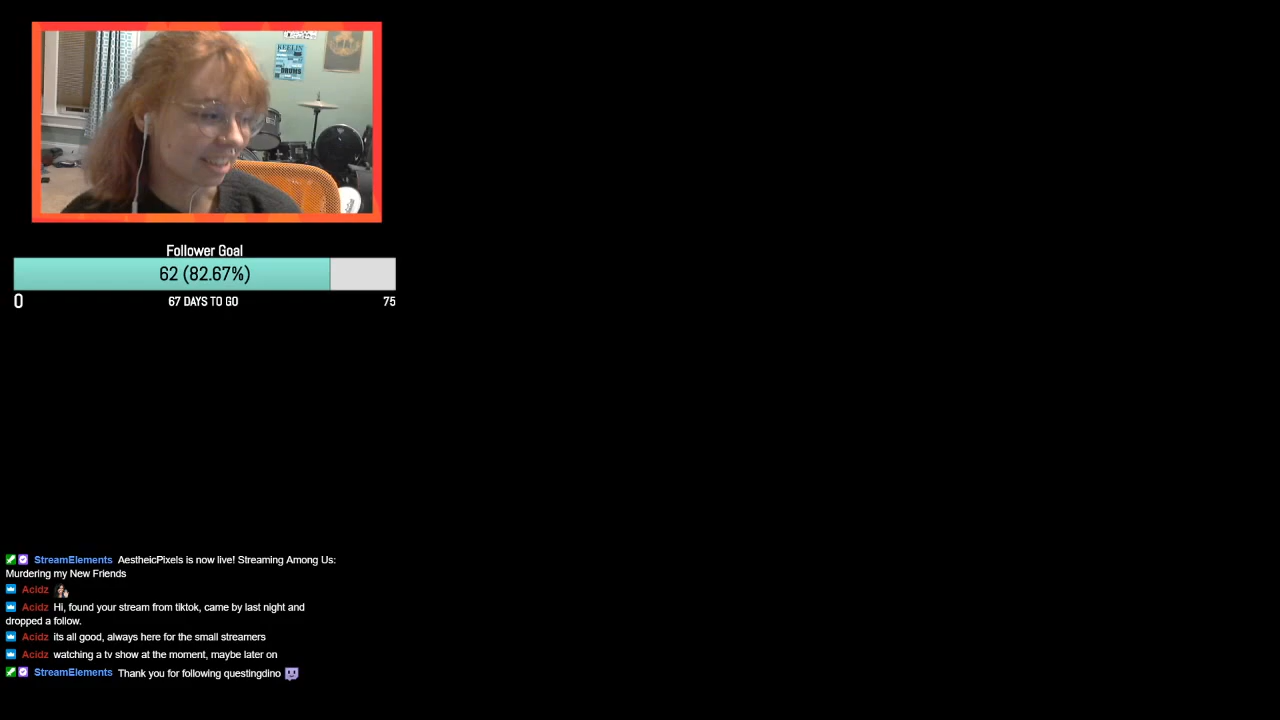 KEELIN
DRUMS
Follower Goal
62 (82.67%)
0 67 DAYS TO GO 75
StreamElements AestheicPixels is now live! Streaming Among Us:
Murdering my New Friends
Acidz
Acidz Hi, found your stream from tiktok, came by last night and
dropped a follow.
Acidz its all good, always here for the small streamers
Acidz watching a tv show at the moment, maybe later on
StreamElements Thank you for following questingdino